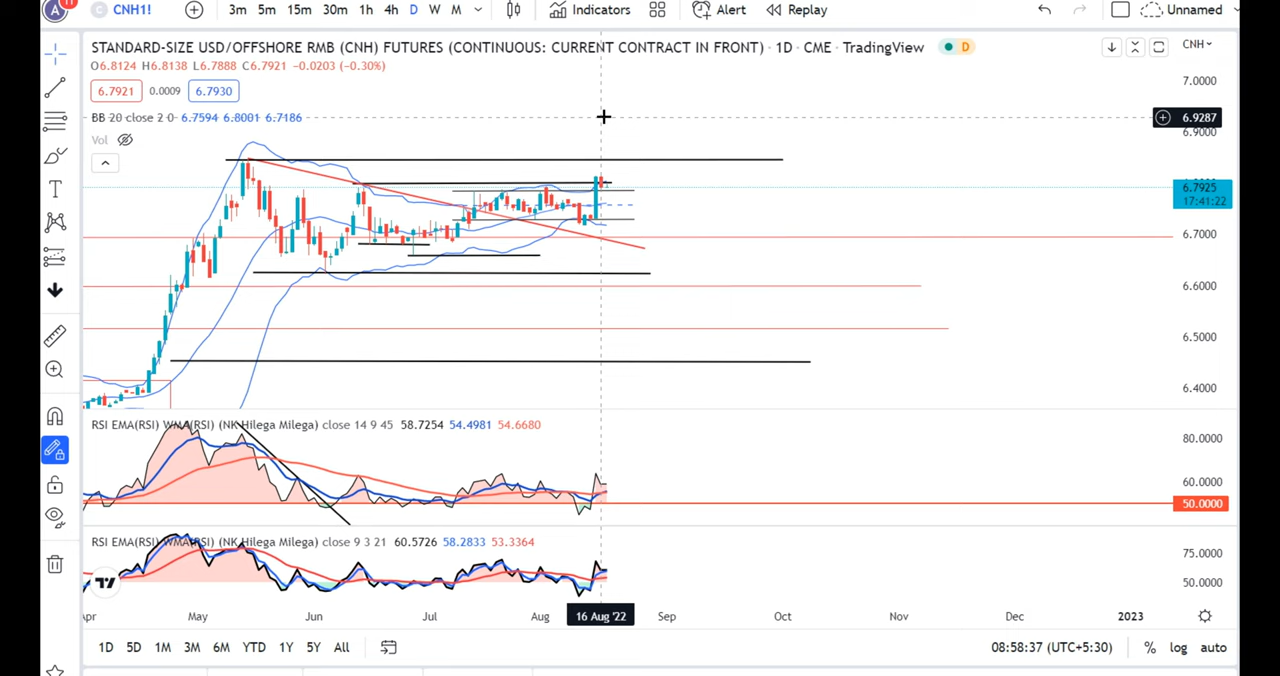 A 11 CNH1! 3m 5m 15m 30m 1h 4h D W M Indicators Alert Replay Unnamed
STANDARD-SIZE USD/OFFSHORE RMB (CNH) FUTURES (CONTINUOUS: CURRENT CONTRACT IN FRONT) · 1D · CME · TradingView D CNH
O6.8124 H6.8138 L6.7888 C6.7921 −0.0203 (−0.30%)
7.0000
6.7921 0.0009 6.7930
BB 20 close 2 0 6.7594 6.8001 6.7186
6.9287
6.9000
Vol
6.7925
17:41:22
6.7000
6.6000
6.5000
6.4000
RSI EMA(RSI) WMA(RSI) (NK Hilega Milega) close 14 9 45 58.7254 54.4981 54.6680
80.0000
60.0000
50.0000
RSI EMA(RSI) WMA(RSI) (NK Hilega Milega) close 9 3 21 60.5726 58.2833 53.3364
75.0000
50.0000
Apr May Jun Jul Aug 16 Aug '22 Sep Oct Nov Dec 2023
1D 5D 1M 3M 6M YTD 1Y 5Y All 08:58:37 (UTC+5:30) % log auto